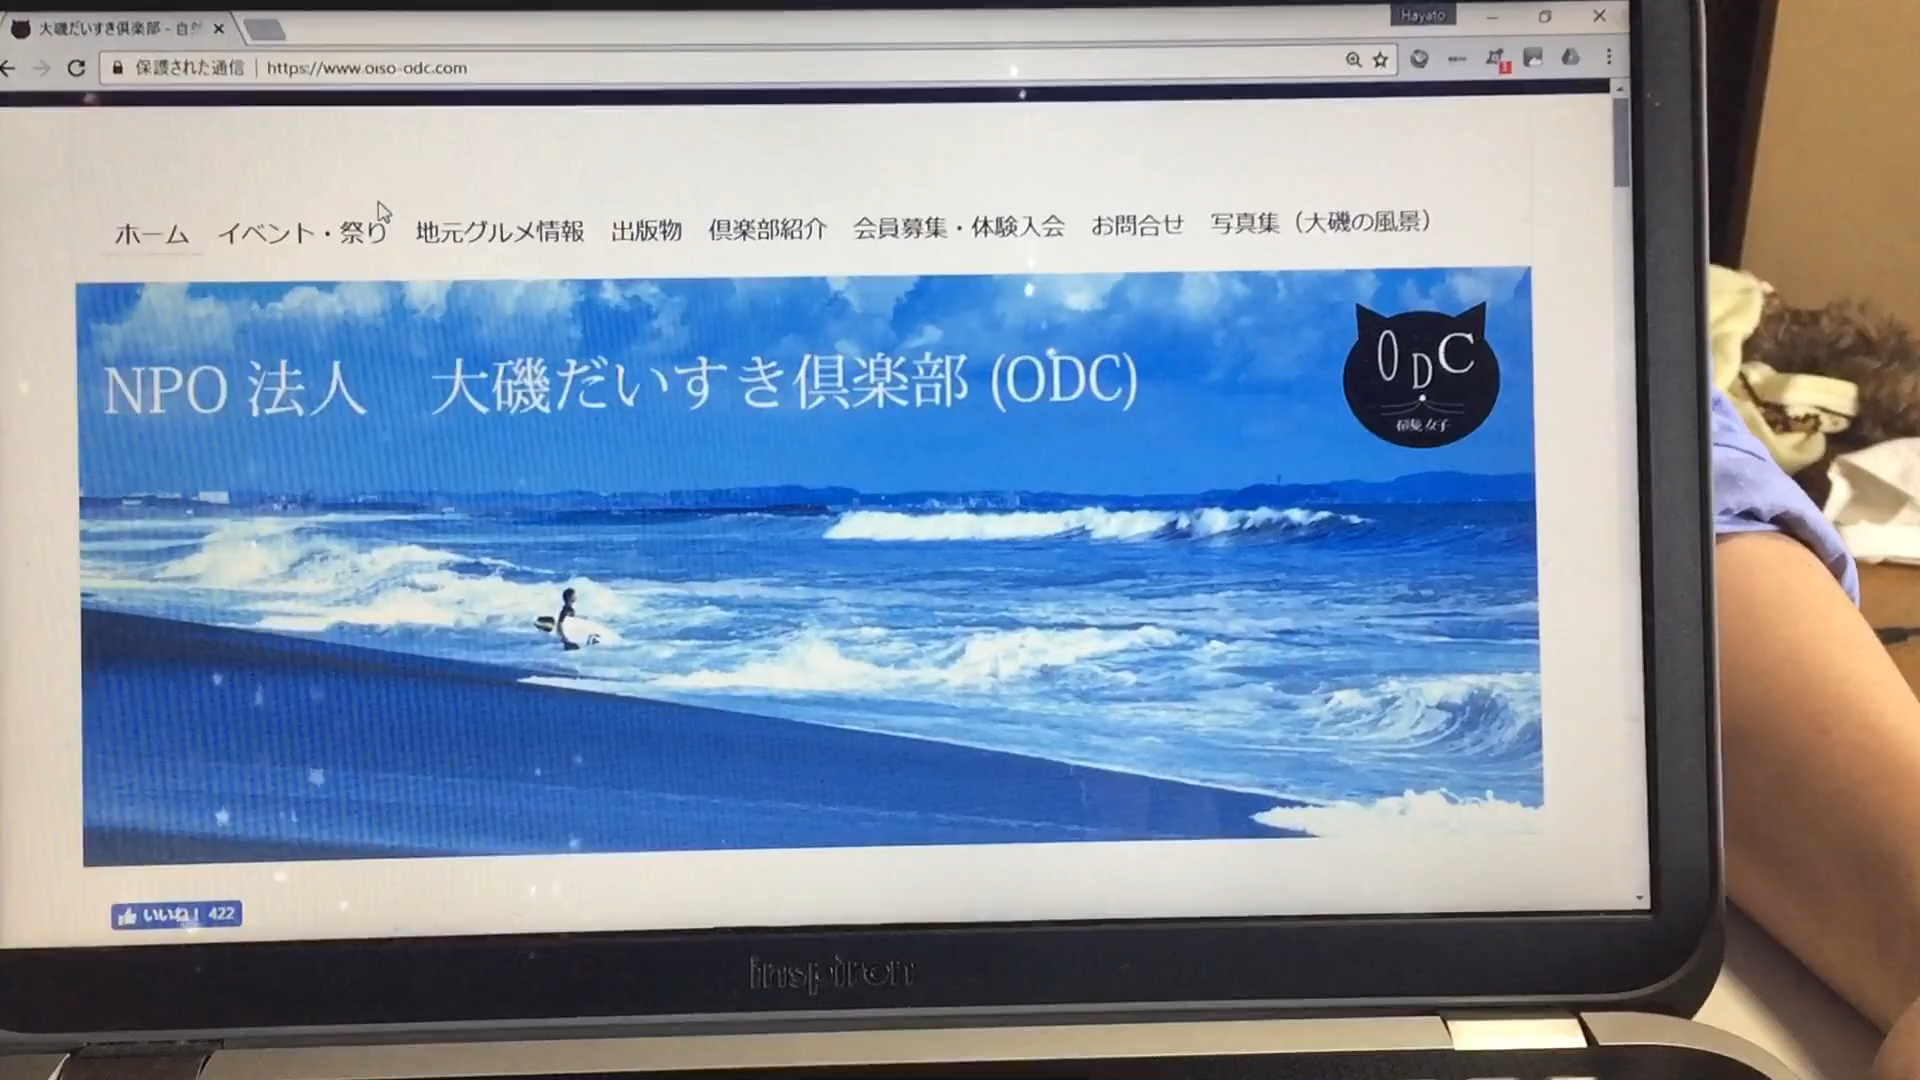 大磯だいすき倶楽部 - 自然
Hayato
保護された通信 | https://www.oiso-odc.com
ホーム イベント・祭り 地元グルメ情報 出版物 倶楽部紹介 会員募集・体験入会 お問合せ 写真集（大磯の風景）
NPO 法人 大磯だいすき倶楽部 (ODC)
ODC
いいね！ 422
inspiron